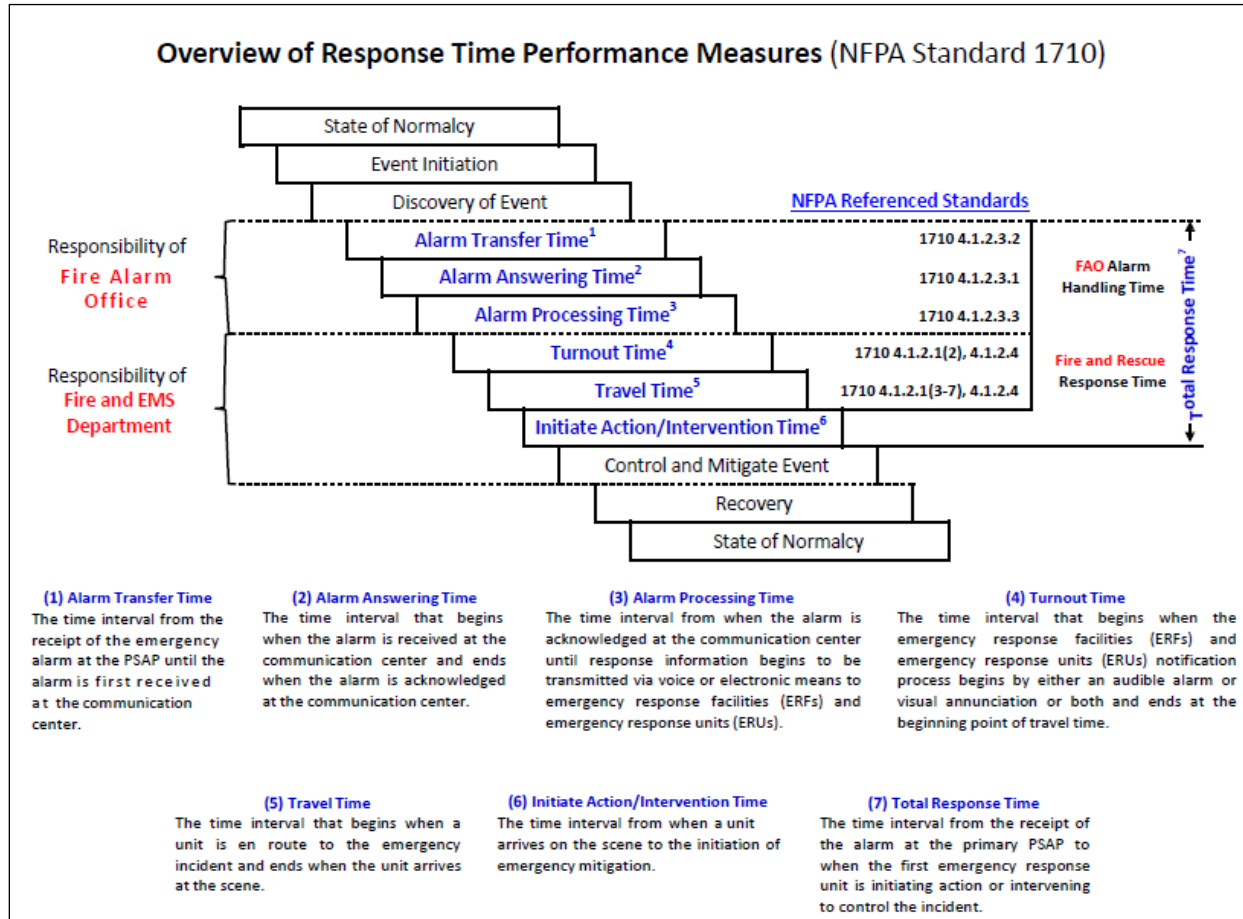 Overview of Response Time Performance Measures (NFPA Standard 1710)
State of Normalcy
Event Initiation
Discovery of Event
NFPA Referenced Standards
Responsibility of
Fire Alarm
Office
Alarm Transfer Time1
1710 4.1.2.3.2
Alarm Answering Time2
1710 4.1.2.3.1
Alarm Processing Time3
1710 4.1.2.3.3
FAO Alarm
Handling Time
Responsibility of
Fire and EMS
Department
Turnout Time4
1710 4.1.2.1(2), 4.1.2.4
Travel Time5
1710 4.1.2.1(3-7), 4.1.2.4
Fire and Rescue
Response Time
Total Response Time7
Initiate Action/Intervention Time6
Control and Mitigate Event
Recovery
State of Normalcy
(1) Alarm Transfer Time
The time interval from the
receipt of the emergency
alarm at the PSAP until the
alarm is first received
at the communication
center.
(2) Alarm Answering Time
The time interval that begins
when the alarm is received at the
communication center and ends
when the alarm is acknowledged
at the communication center.
(3) Alarm Processing Time
The time interval from when the alarm is
acknowledged at the communication center
until response information begins to be
transmitted via voice or electronic means to
emergency response facilities (ERFs) and
emergency response units (ERUs).
(4) Turnout Time
The time interval that begins when the
emergency response facilities (ERFs) and
emergency response units (ERUs) notification
process begins by either an audible alarm or
visual annunciation or both and ends at the
beginning point of travel time.
(5) Travel Time
The time interval that begins when a
unit is en route to the emergency
incident and ends when the unit arrives
at the scene.
(6) Initiate Action/Intervention Time
The time interval from when a unit
arrives on the scene to the initiation of
emergency mitigation.
(7) Total Response Time
The time interval from the receipt of
the alarm at the primary PSAP to
when the first emergency response
unit is initiating action or intervening
to control the incident.